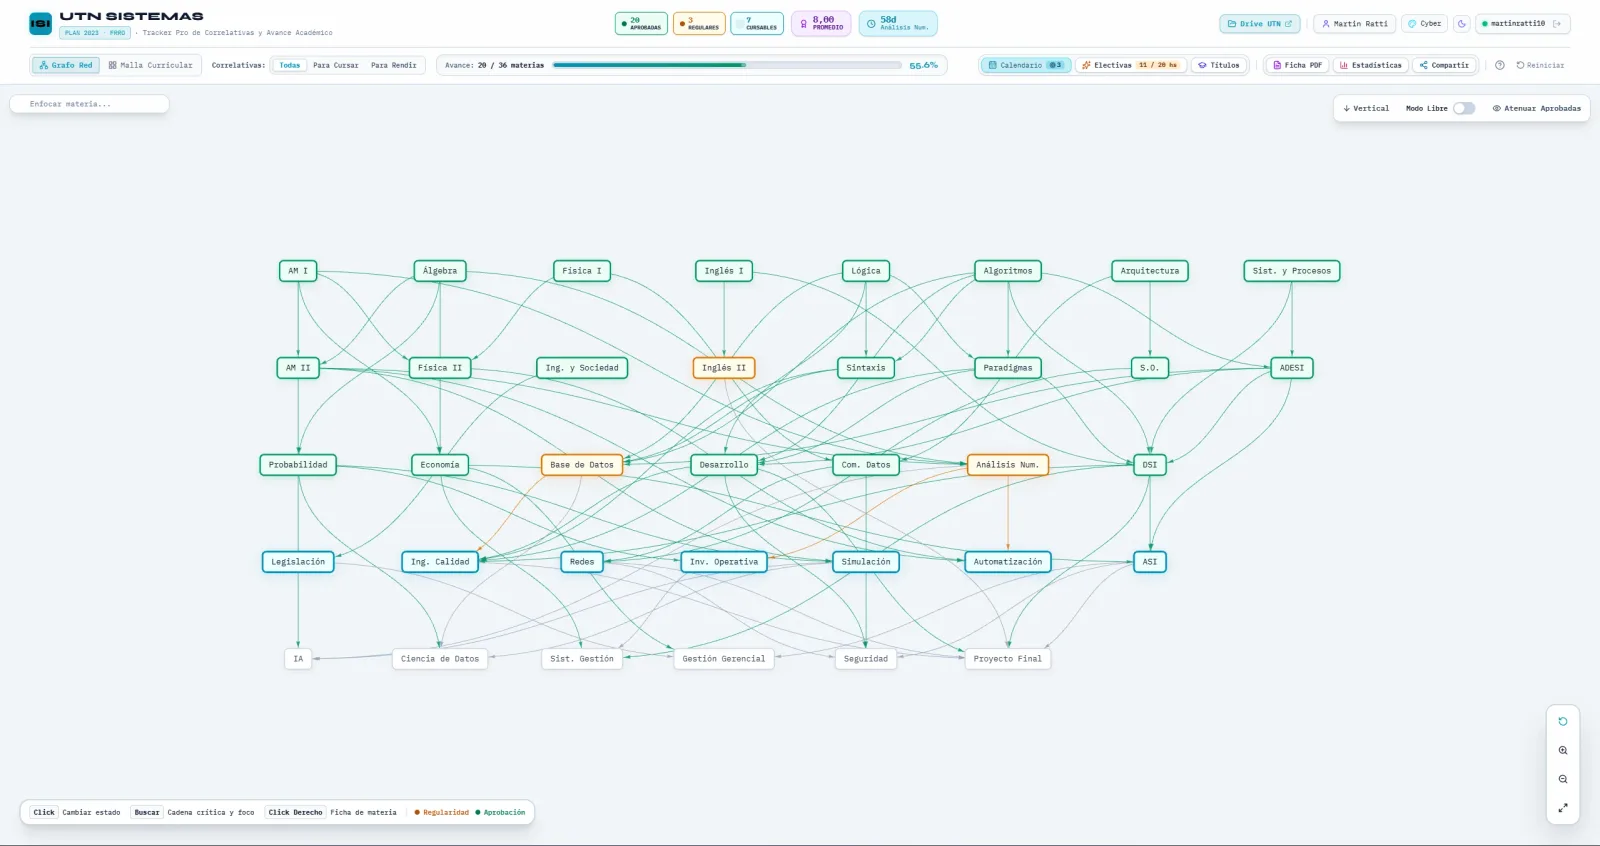 ISI
UTN SISTEMAS
PLAN 2023 · FRRO · Tracker Pro de Correlativas y Avance Académico
20 APROBADAS
3 REGULARES
7 CURSABLES
8,00 PROMEDIO
58d Análisis Num.
Drive UTN
Martin Ratti
Cyber
martinratti10
Grafo Red
Malla Curricular
Correlativas: Todas Para Cursar Para Rendir
Avance: 20 / 36 materias 55.6%
Calendario 3
Electivas 11 / 20 hs
Títulos
Ficha PDF
Estadísticas
Compartir
Reiniciar
Enfocar materia...
Vertical
Modo Libre
Atenuar Aprobadas
AM I Álgebra Física I Inglés I Lógica Algoritmos Arquitectura Sist. y Procesos
AM II Física II Ing. y Sociedad Inglés II Sintaxis Paradigmas S.O. ADESI
Probabilidad Economía Base de Datos Desarrollo Com. Datos Análisis Num. DSI
Legislación Ing. Calidad Redes Inv. Operativa Simulación Automatización ASI
IA Ciencia de Datos Sist. Gestión Gestión Gerencial Seguridad Proyecto Final
Click Cambiar estado Buscar Cadena crítica y foco Click Derecho Ficha de materia Regularidad Aprobación